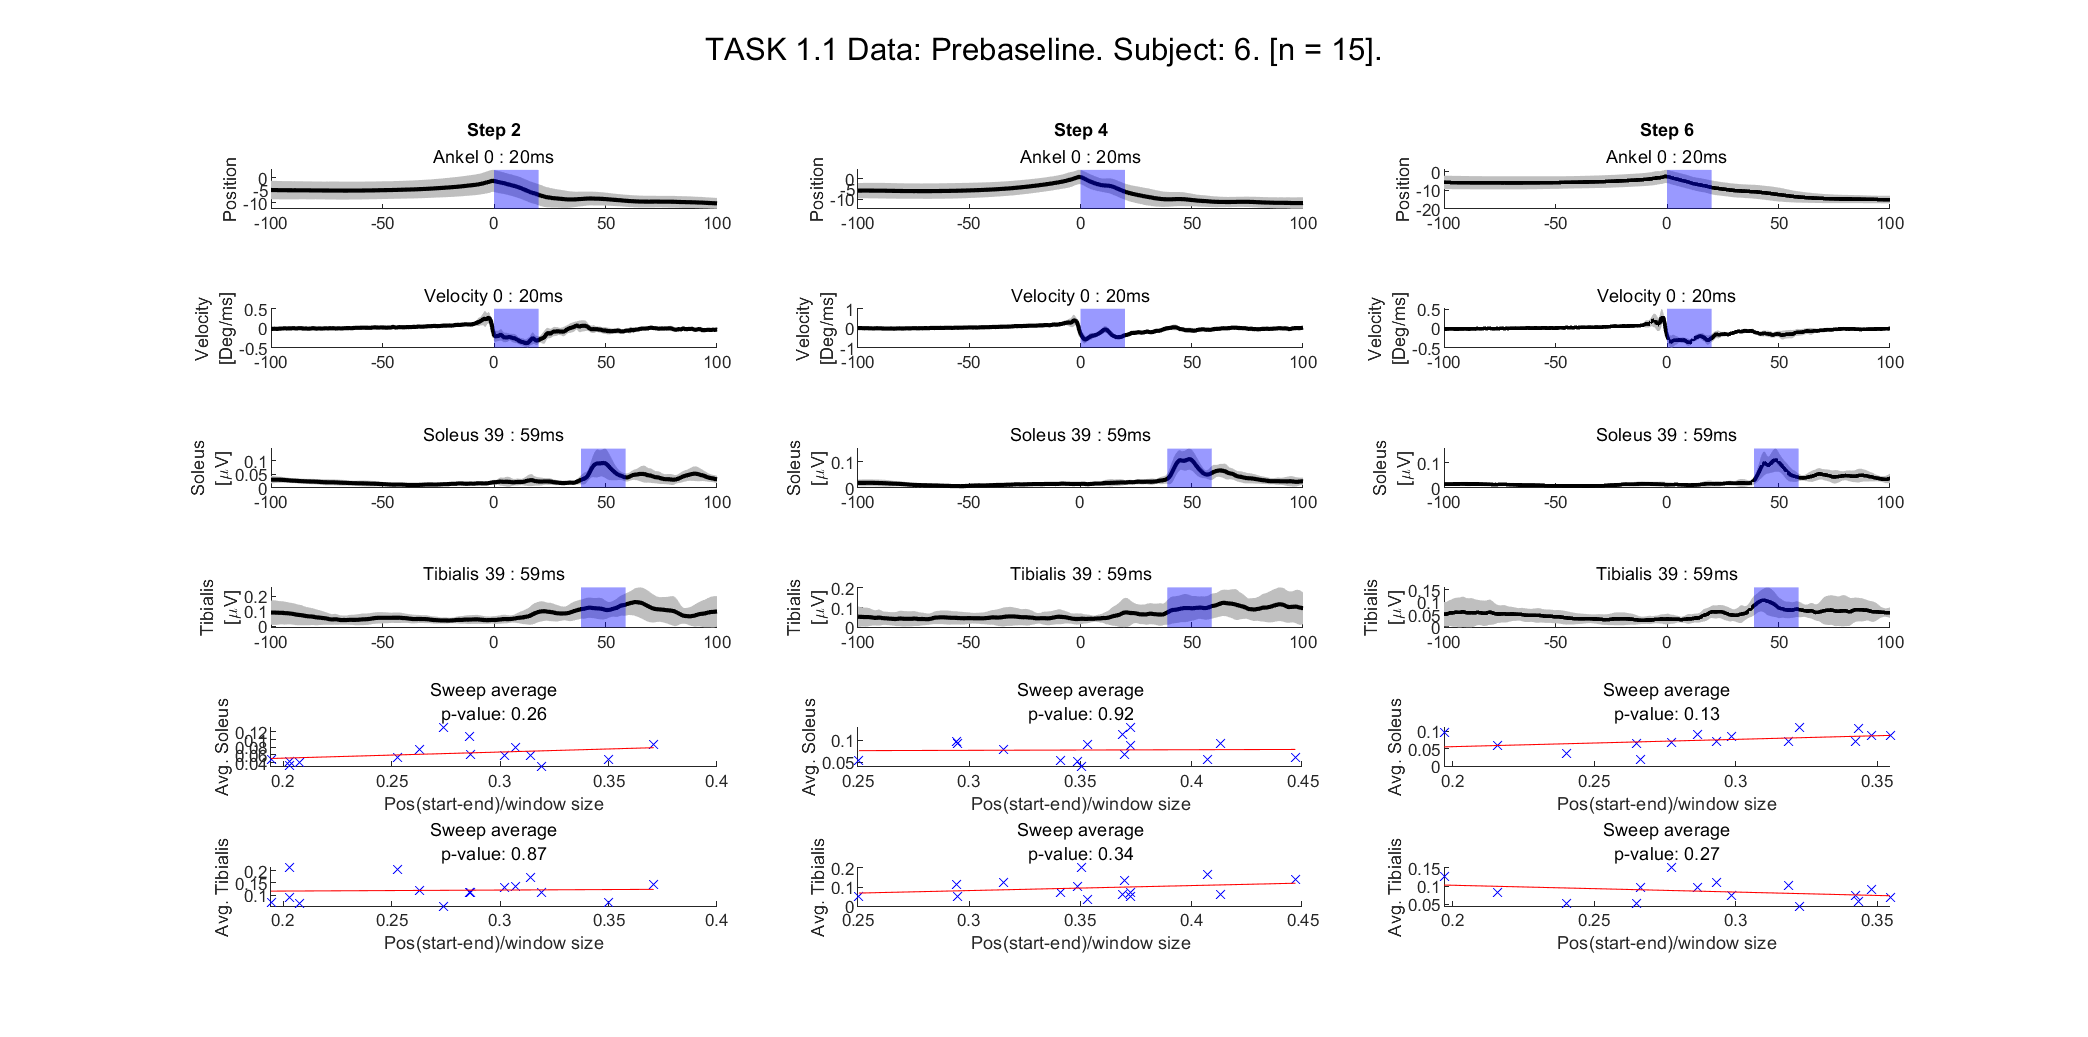 TASK 1.1 Data: Prebaseline. Subject: 6. [n = 15].
Step 2
Ankel 0 : 20ms
Position
0
-5
-10
-100 -50 0 50 100
Step 4
Ankel 0 : 20ms
Position
0
-5
-10
-100 -50 0 50 100
Step 6
Ankel 0 : 20ms
Position
0
-10
-20
-100 -50 0 50 100
Velocity 0 : 20ms
Velocity
[Deg/ms]
0.5
0
-0.5
-100 -50 0 50 100
Velocity 0 : 20ms
Velocity
[Deg/ms]
1
0
-1
-100 -50 0 50 100
Velocity 0 : 20ms
Velocity
[Deg/ms]
0.5
0
-0.5
-100 -50 0 50 100
Soleus 39 : 59ms
Soleus
[μV]
0.1
0.05
0
-100 -50 0 50 100
Soleus 39 : 59ms
Soleus
[μV]
0.1
0
-100 -50 0 50 100
Soleus 39 : 59ms
Soleus
[μV]
0.1
0
-100 -50 0 50 100
Tibialis 39 : 59ms
Tibialis
[μV]
0.2
0.1
0
-100 -50 0 50 100
Tibialis 39 : 59ms
Tibialis
[μV]
0.2
0.1
0
-100 -50 0 50 100
Tibialis 39 : 59ms
Tibialis
[μV]
0.15
0.1
0.05
0
-100 -50 0 50 100
Sweep average
p-value: 0.26
Avg. Soleus
0.12
0.1
0.08
0.06
0.04
0.2 0.25 0.3 0.35 0.4
Pos(start-end)/window size
Sweep average
p-value: 0.92
Avg. Soleus
0.1
0.05
0.25 0.3 0.35 0.4 0.45
Pos(start-end)/window size
Sweep average
p-value: 0.13
Avg. Soleus
0.1
0.05
0
0.2 0.25 0.3 0.35
Pos(start-end)/window size
Sweep average
p-value: 0.87
Avg. Tibialis
0.2
0.15
0.1
0.2 0.25 0.3 0.35 0.4
Pos(start-end)/window size
Sweep average
p-value: 0.34
Avg. Tibialis
0.2
0.1
0
0.25 0.3 0.35 0.4 0.45
Pos(start-end)/window size
Sweep average
p-value: 0.27
Avg. Tibialis
0.15
0.1
0.05
0.2 0.25 0.3 0.35
Pos(start-end)/window size